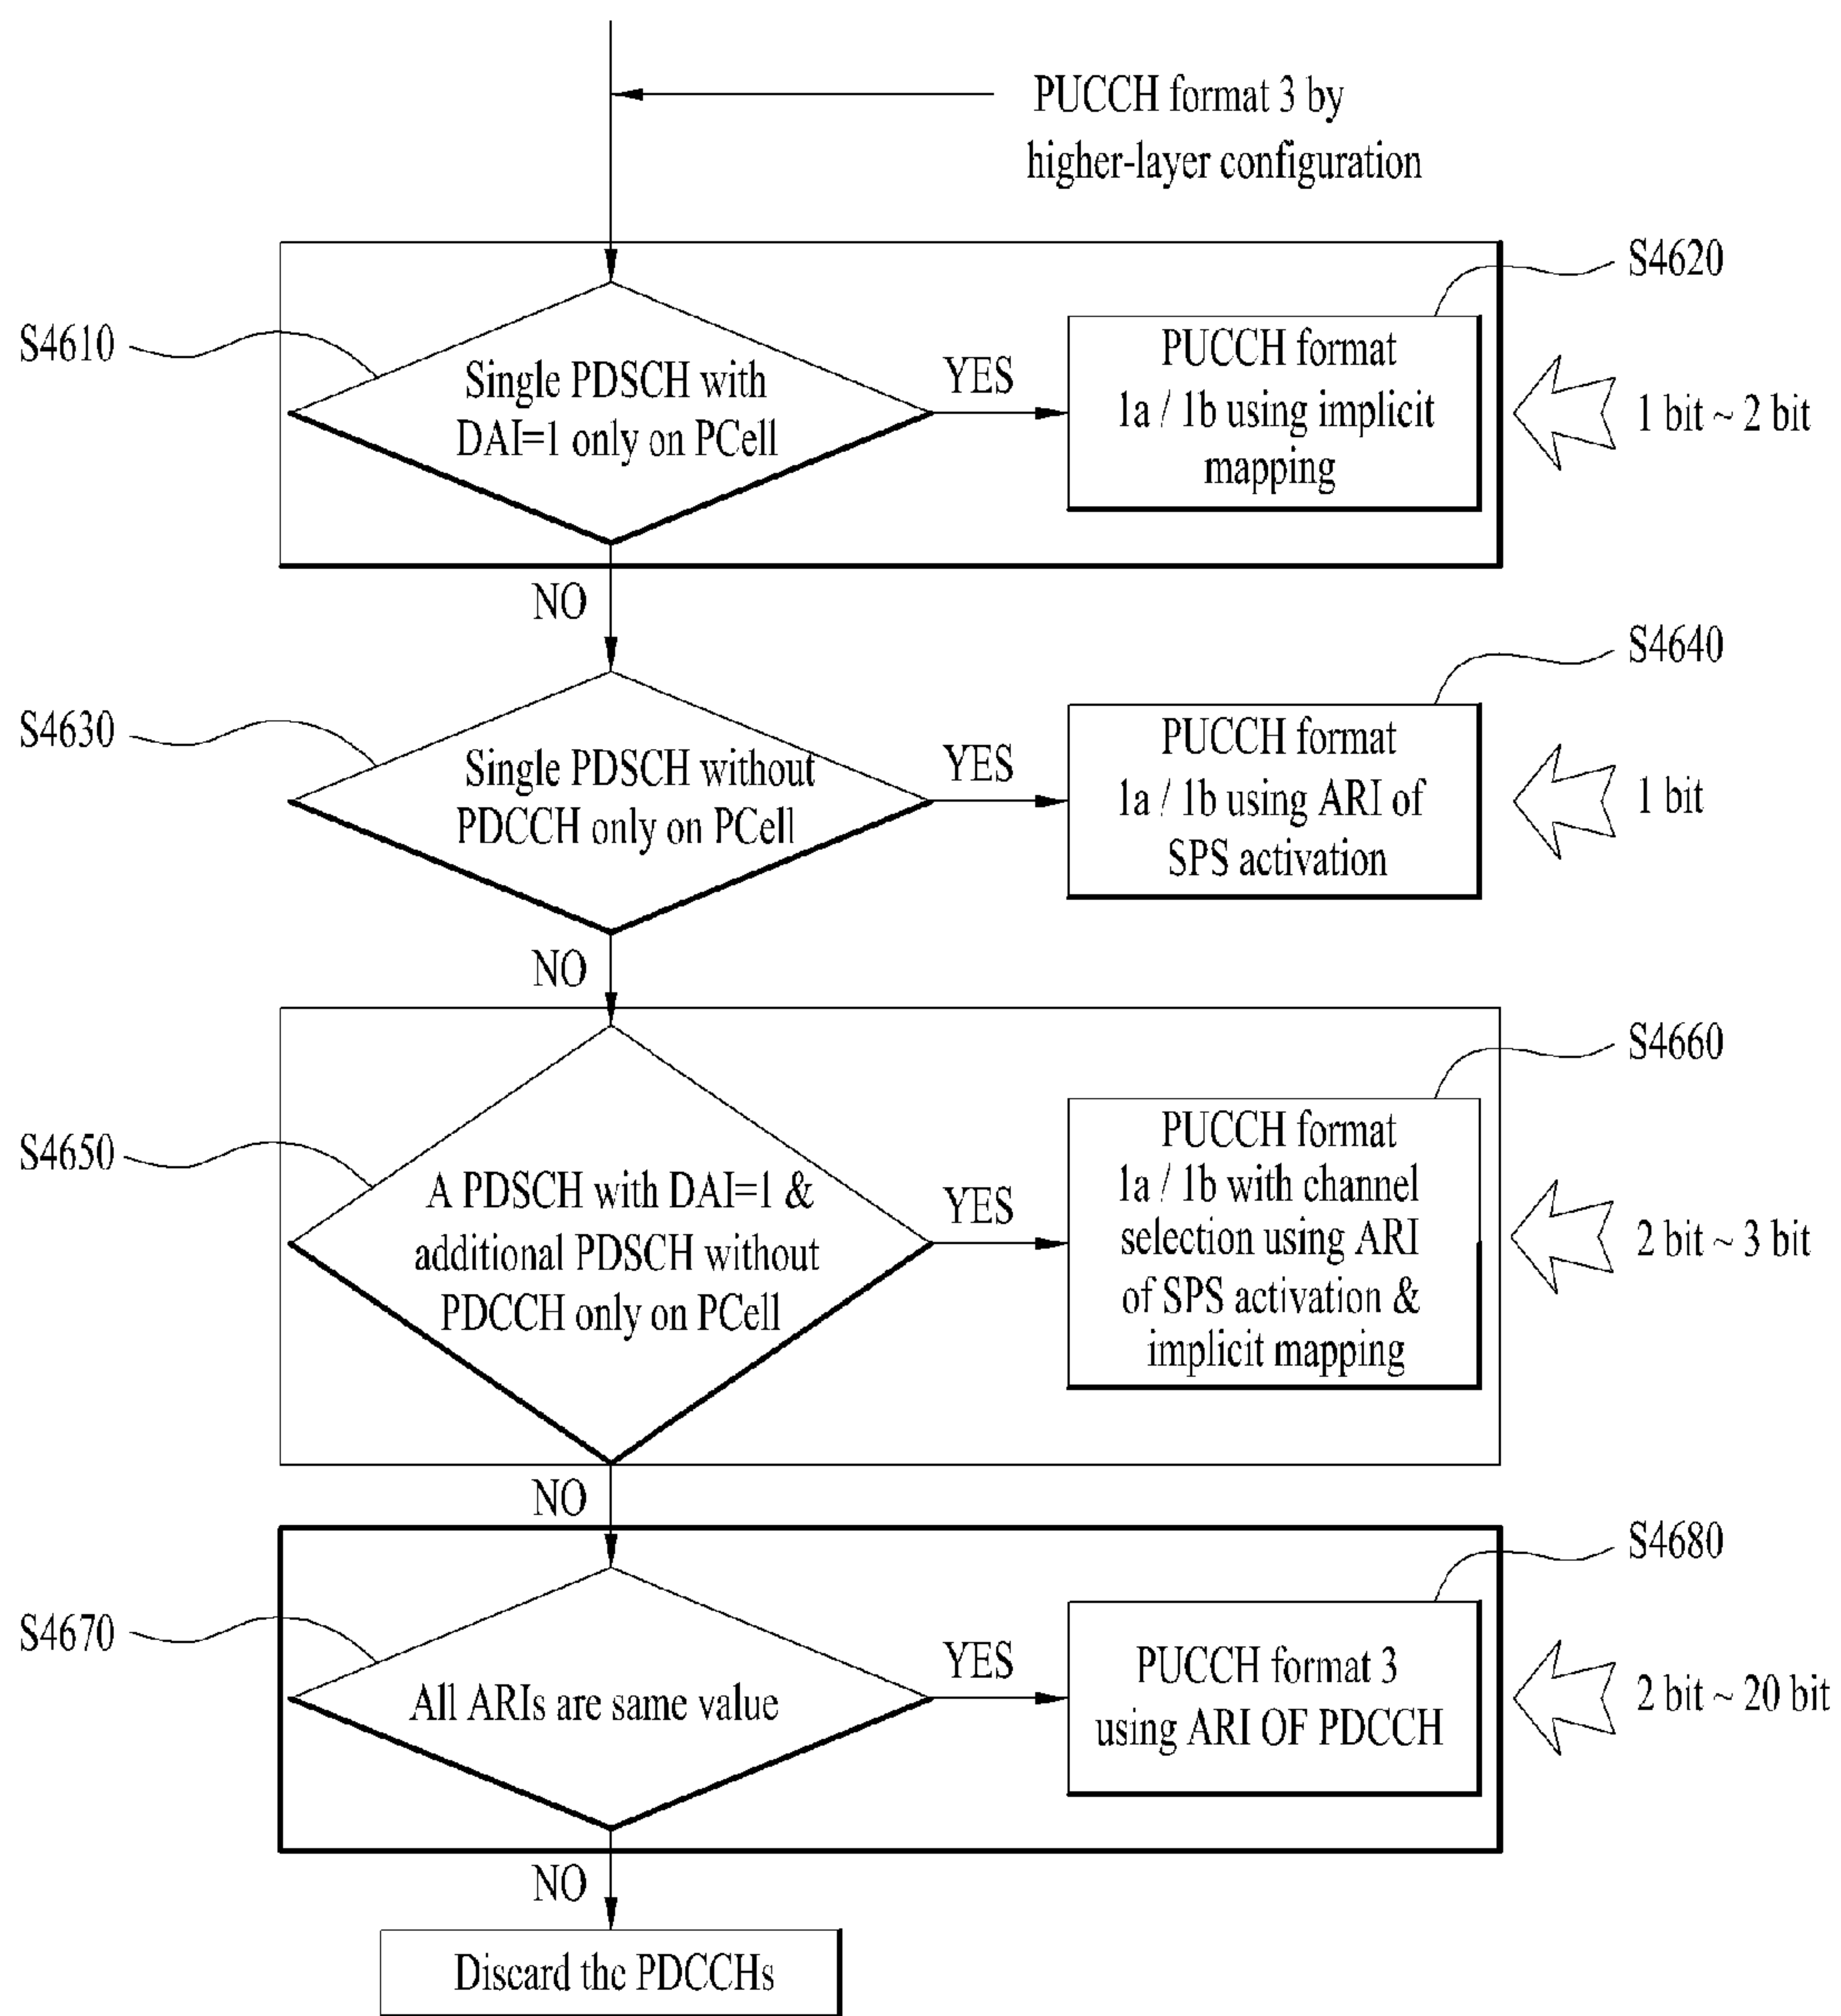 PUCCH format 3 by
higher-layer configuration
S4610
Single PDSCH with
DAI=1 only on PCell
YES
PUCCH format
1a / 1b using implicit
mapping
S4620
1 bit ~ 2 bit
NO
S4630
Single PDSCH without
PDCCH only on PCell
YES
PUCCH format
1a / 1b using ARI of
SPS activation
S4640
1 bit
NO
S4650
A PDSCH with DAI=1 &
additional PDSCH without
PDCCH only on PCell
YES
PUCCH format
1a / 1b with channel
selection using ARI
of SPS activation &
implicit mapping
S4660
2 bit ~ 3 bit
NO
S4670
All ARIs are same value
YES
PUCCH format 3
using ARI OF PDCCH
S4680
2 bit ~ 20 bit
NO
Discard the PDCCHs